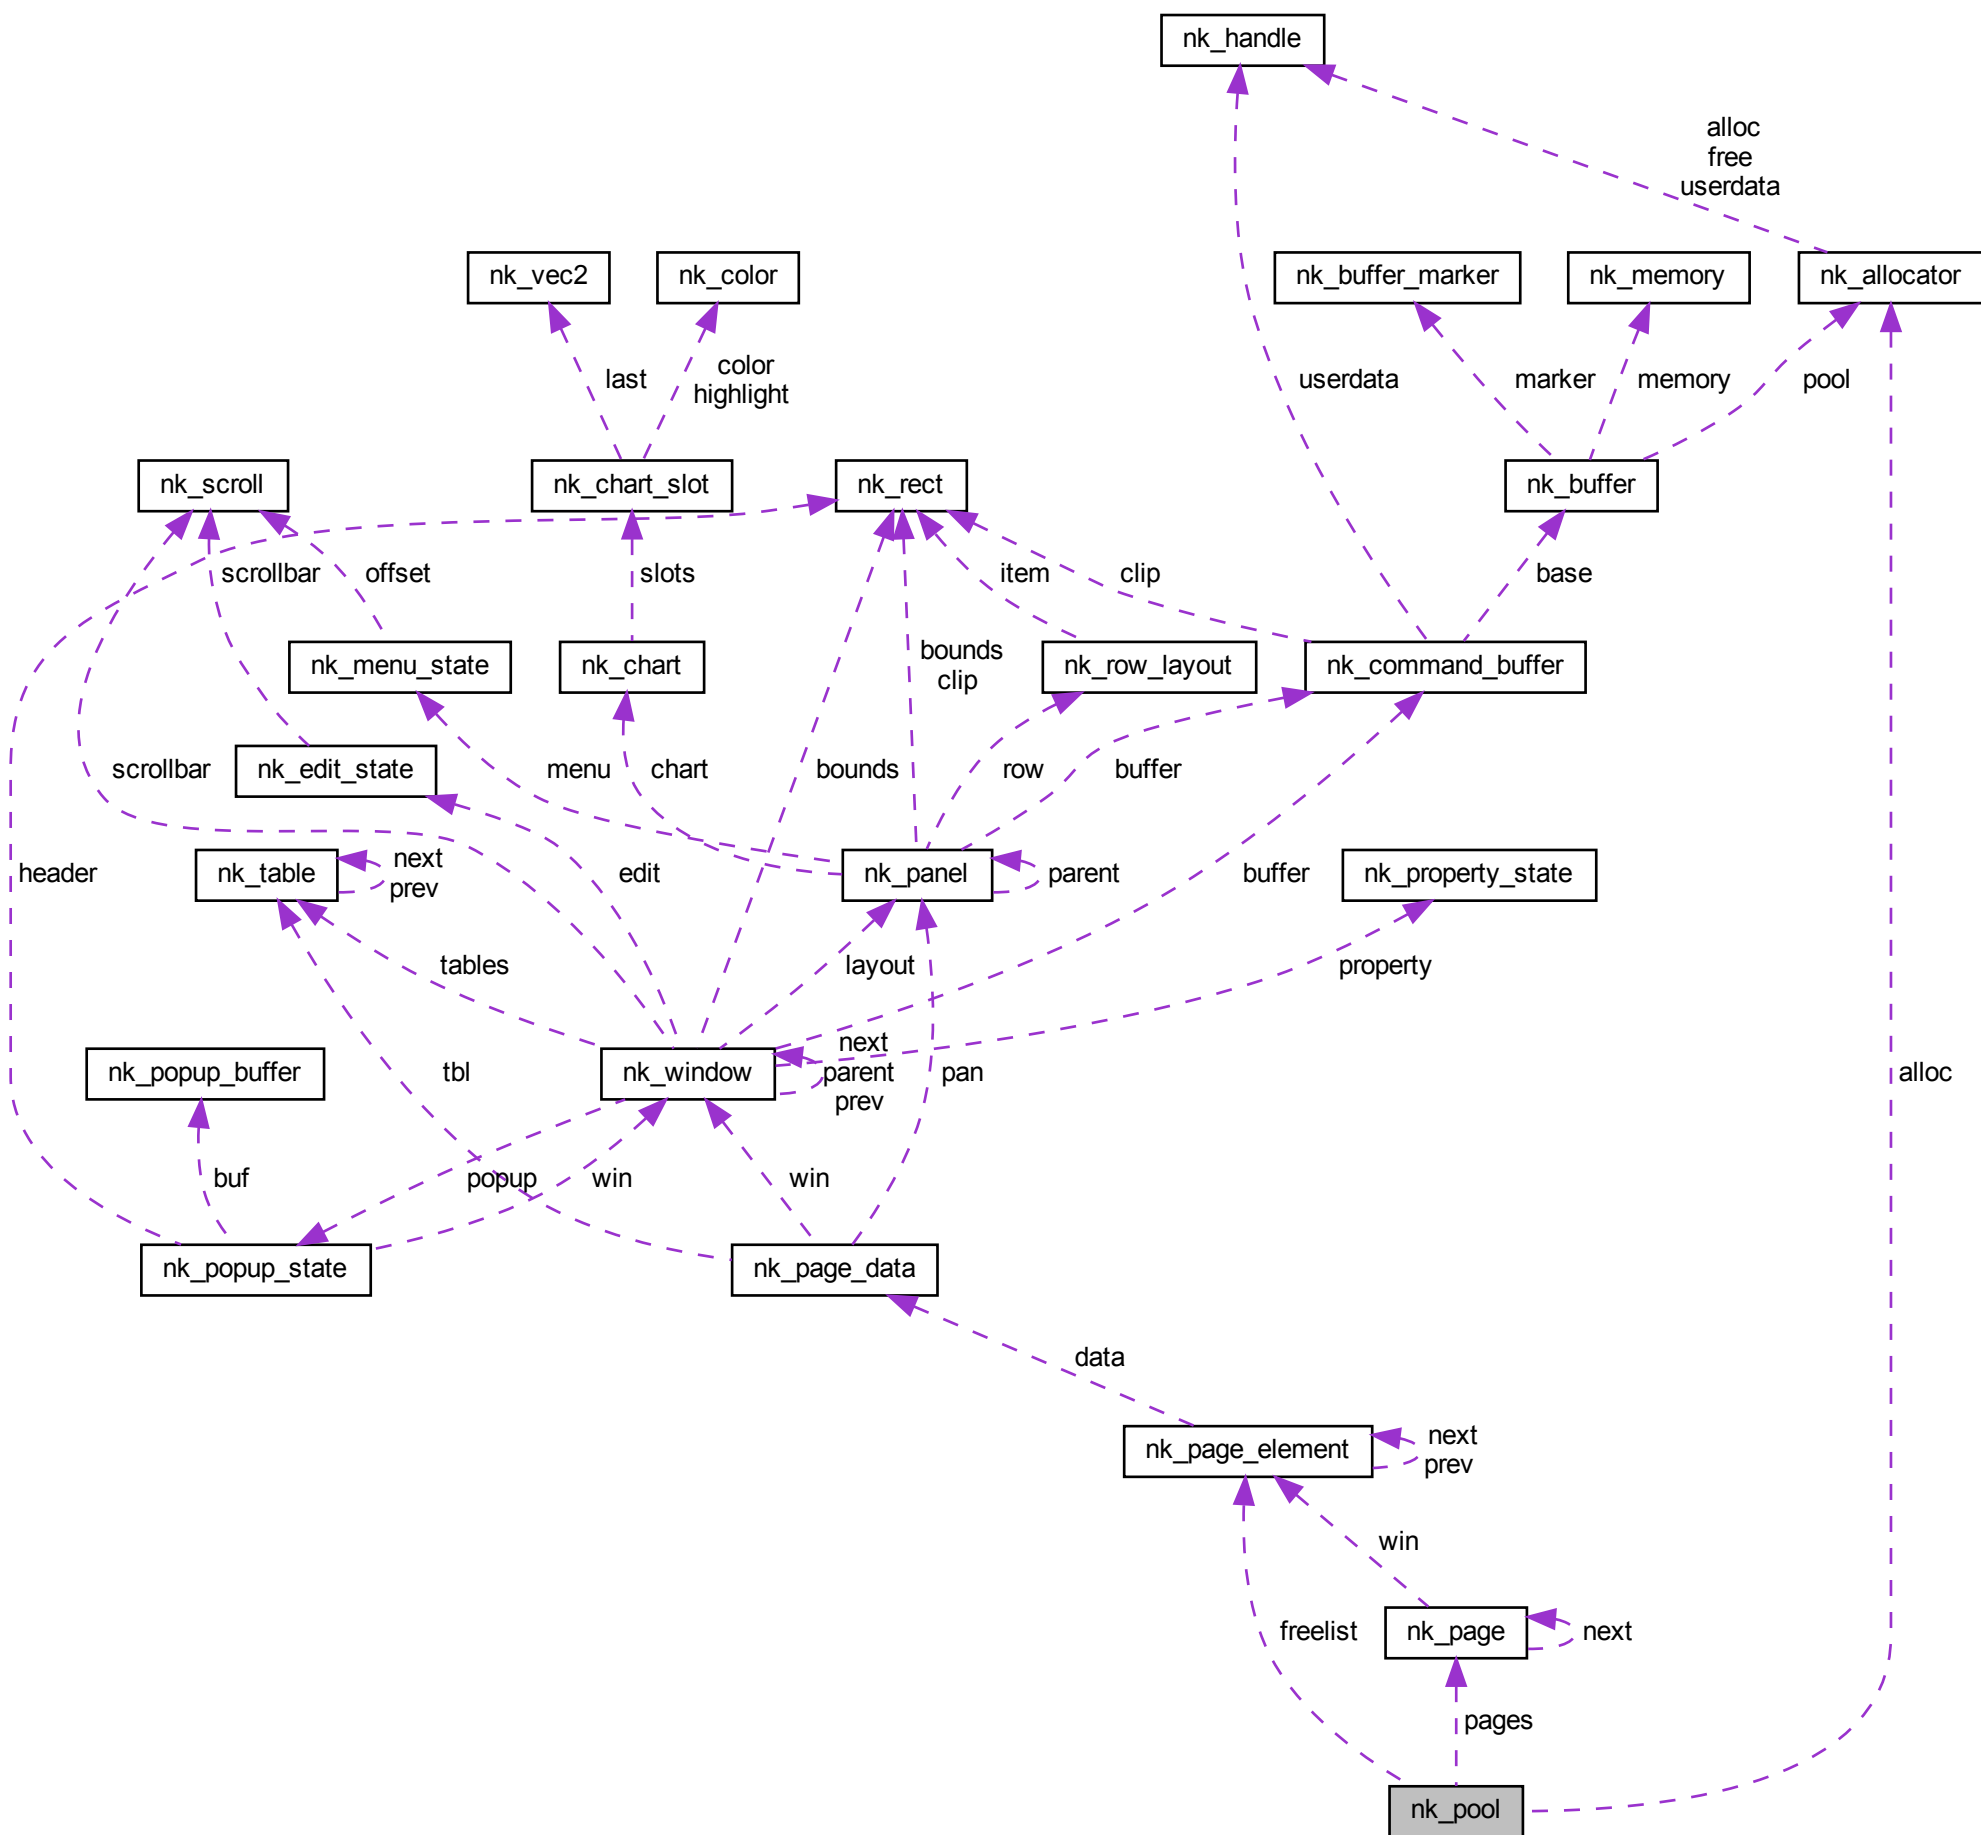 nk_handle
alloc
free
userdata
nk_vec2
nk_color
nk_buffer_marker
nk_memory
nk_allocator
last
color
highlight
userdata
marker
memory
pool
nk_scroll
nk_chart_slot
nk_rect
nk_buffer
scrollbar
offset
slots
item
clip
base
nk_menu_state
nk_chart
bounds
clip
nk_row_layout
nk_command_buffer
scrollbar
nk_edit_state
menu
chart
bounds
row
buffer
header
nk_table
next
prev
edit
nk_panel
parent
buffer
nk_property_state
tables
layout
property
nk_popup_buffer
tbl
nk_window
next
parent
prev
pan
alloc
buf
popup
win
win
nk_popup_state
nk_page_data
data
nk_page_element
next
prev
win
freelist
nk_page
next
pages
nk_pool